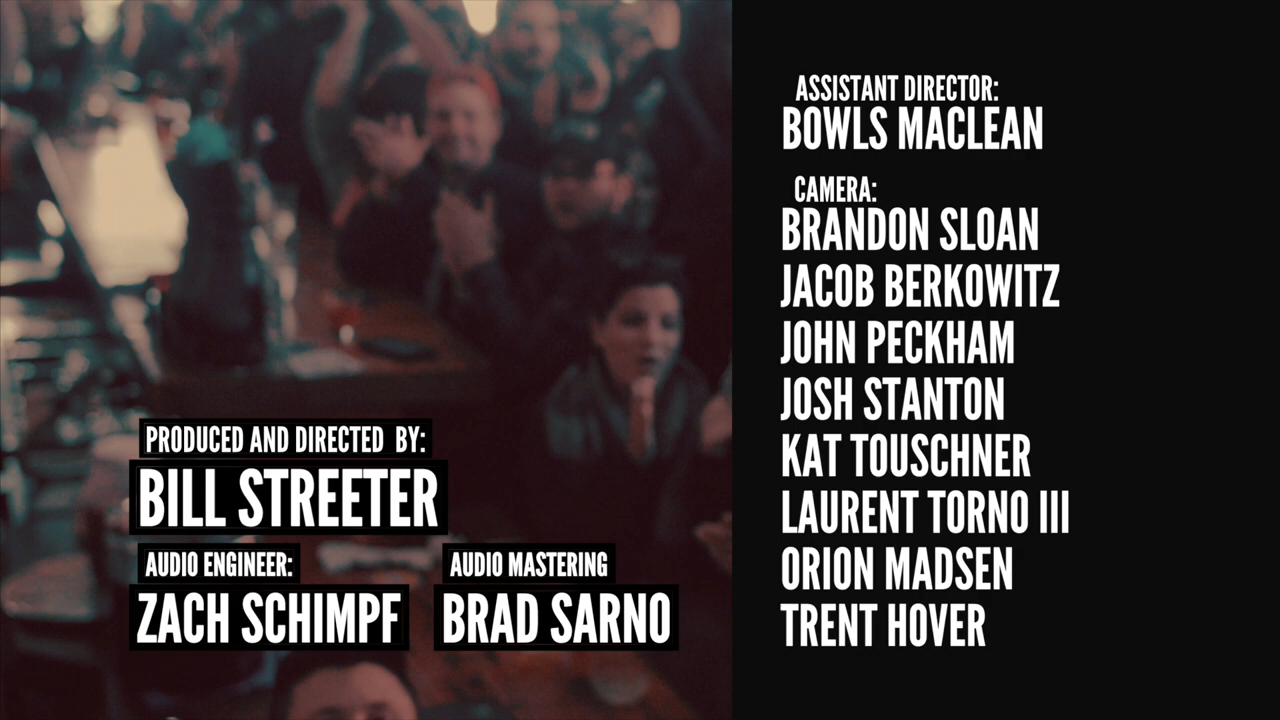 PRODUCED AND DIRECTED BY:
BILL STREETER
AUDIO ENGINEER:
ZACH SCHIMPF
AUDIO MASTERING
BRAD SARNO
ASSISTANT DIRECTOR:
BOWLS MACLEAN
CAMERA:
BRANDON SLOAN
JACOB BERKOWITZ
JOHN PECKHAM
JOSH STANTON
KAT TOUSCHNER
LAURENT TORNO III
ORION MADSEN
TRENT HOVER